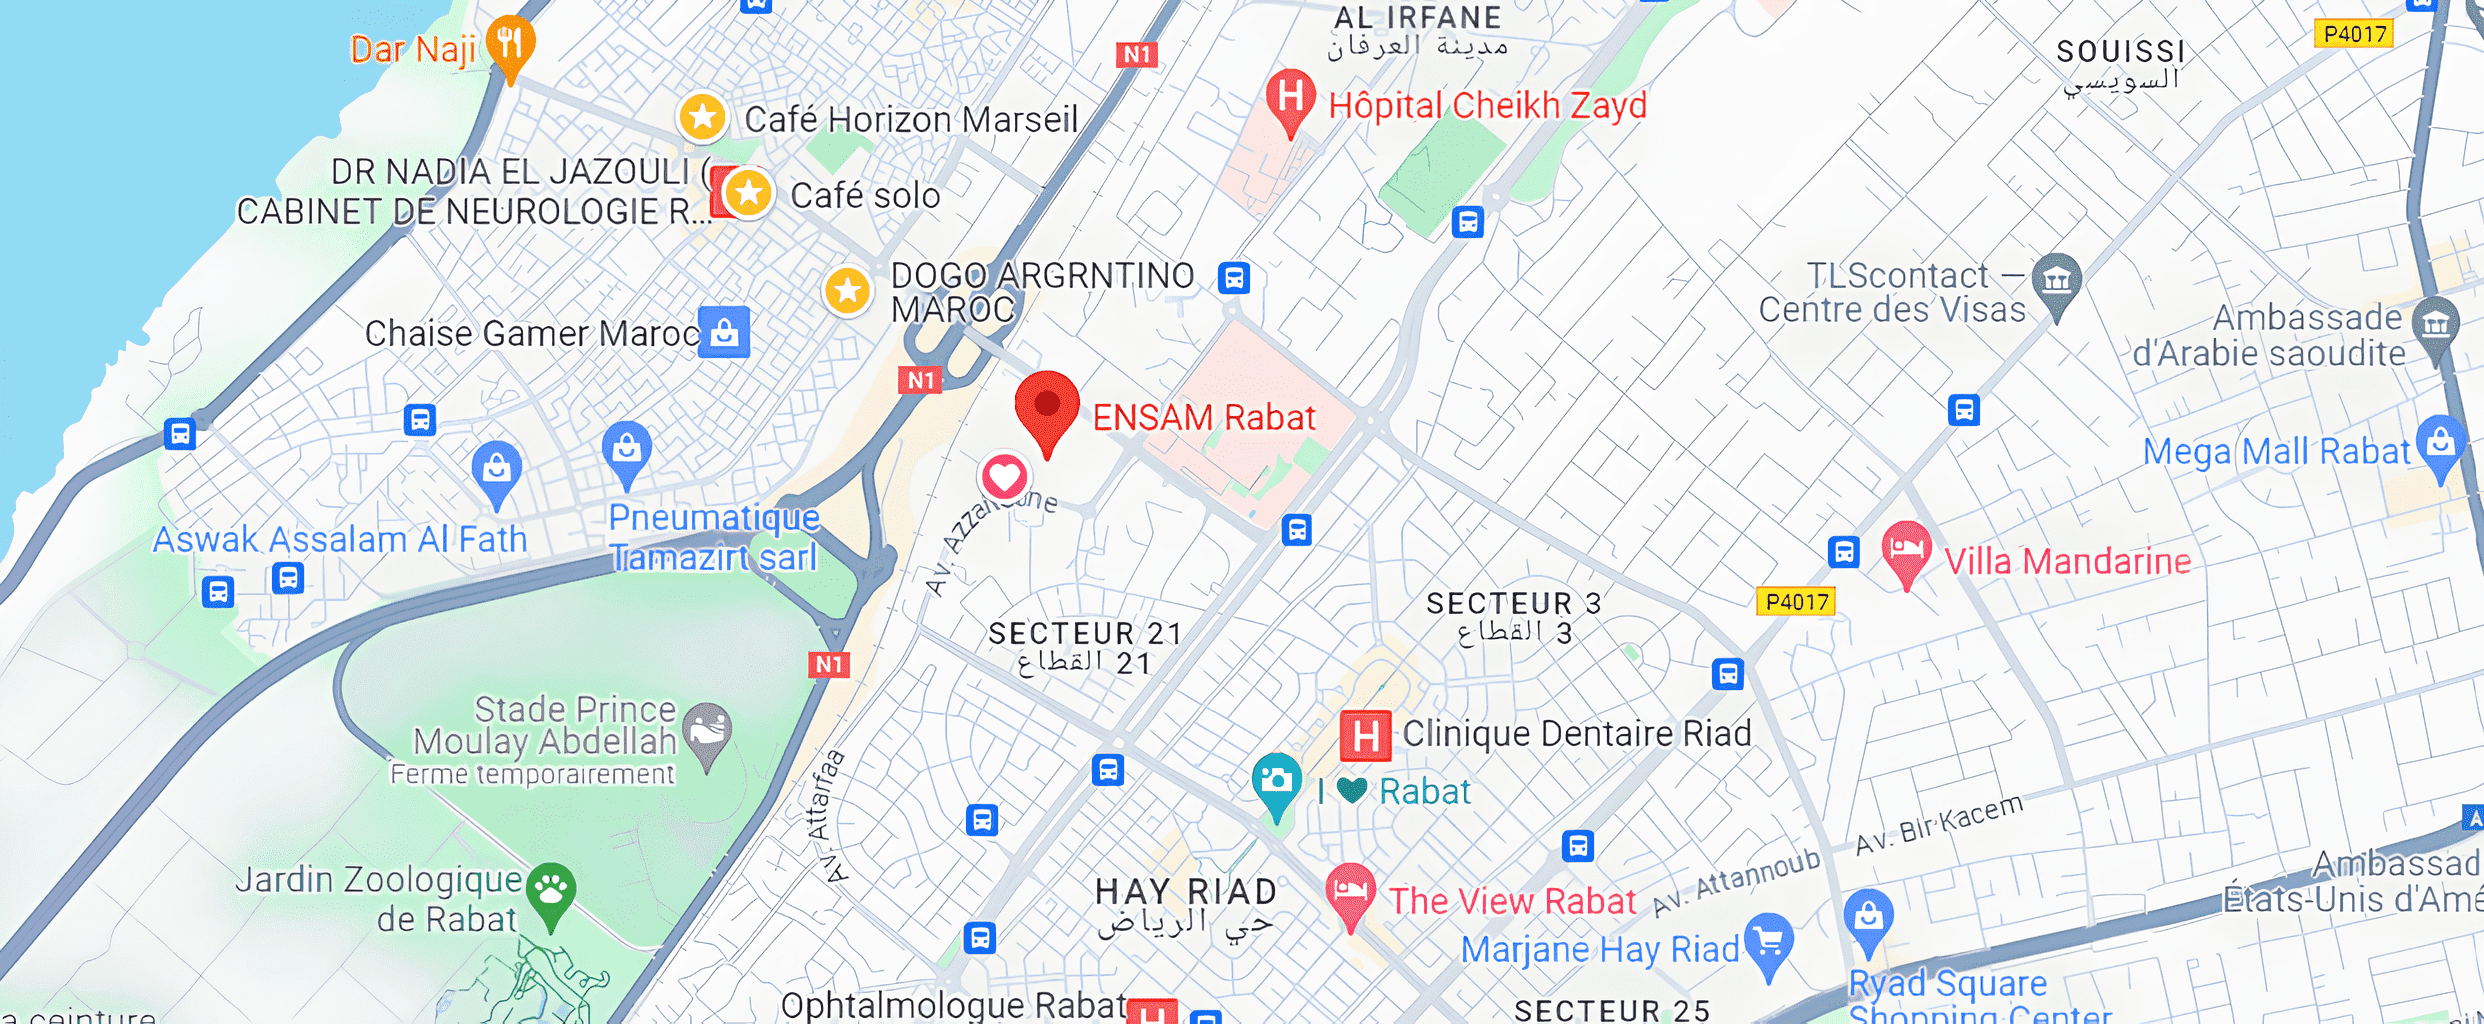 AL IRFANE
مدينة العرفان
SOUISSI
السويسي
P4017
Dar Naji
N1
Hôpital Cheikh Zayd
Café Horizon Marseil
DR NADIA EL JAZOULI (
CABINET DE NEUROLOGIE R...
Café solo
DOGO ARGRNTINO
MAROC
TLScontact —
Centre des Visas
Ambassade
d'Arabie saoudite
Chaise Gamer Maroc
N1
ENSAM Rabat
Mega Mall Rabat
Aswak Assalam Al Fath
Pneumatique
Tamazirt sarl
Villa Mandarine
P4017
SECTEUR 3
القطاع 3
SECTEUR 21
القطاع 21
N1
Stade Prince
Moulay Abdellah
Ferme temporairement
Av. Attarfaa
Clinique Dentaire Riad
I ♥ Rabat
Av. Bir Kacem
Av. Attannoub
Jardin Zoologique
de Rabat
HAY RIAD
حي الرياض
The View Rabat
Marjane Hay Riad
Ambassad
États-Unis d'Amé
Ryad Square
Shopping Center
Ophtalmologue Rabat
SECTEUR 25
a ceinture